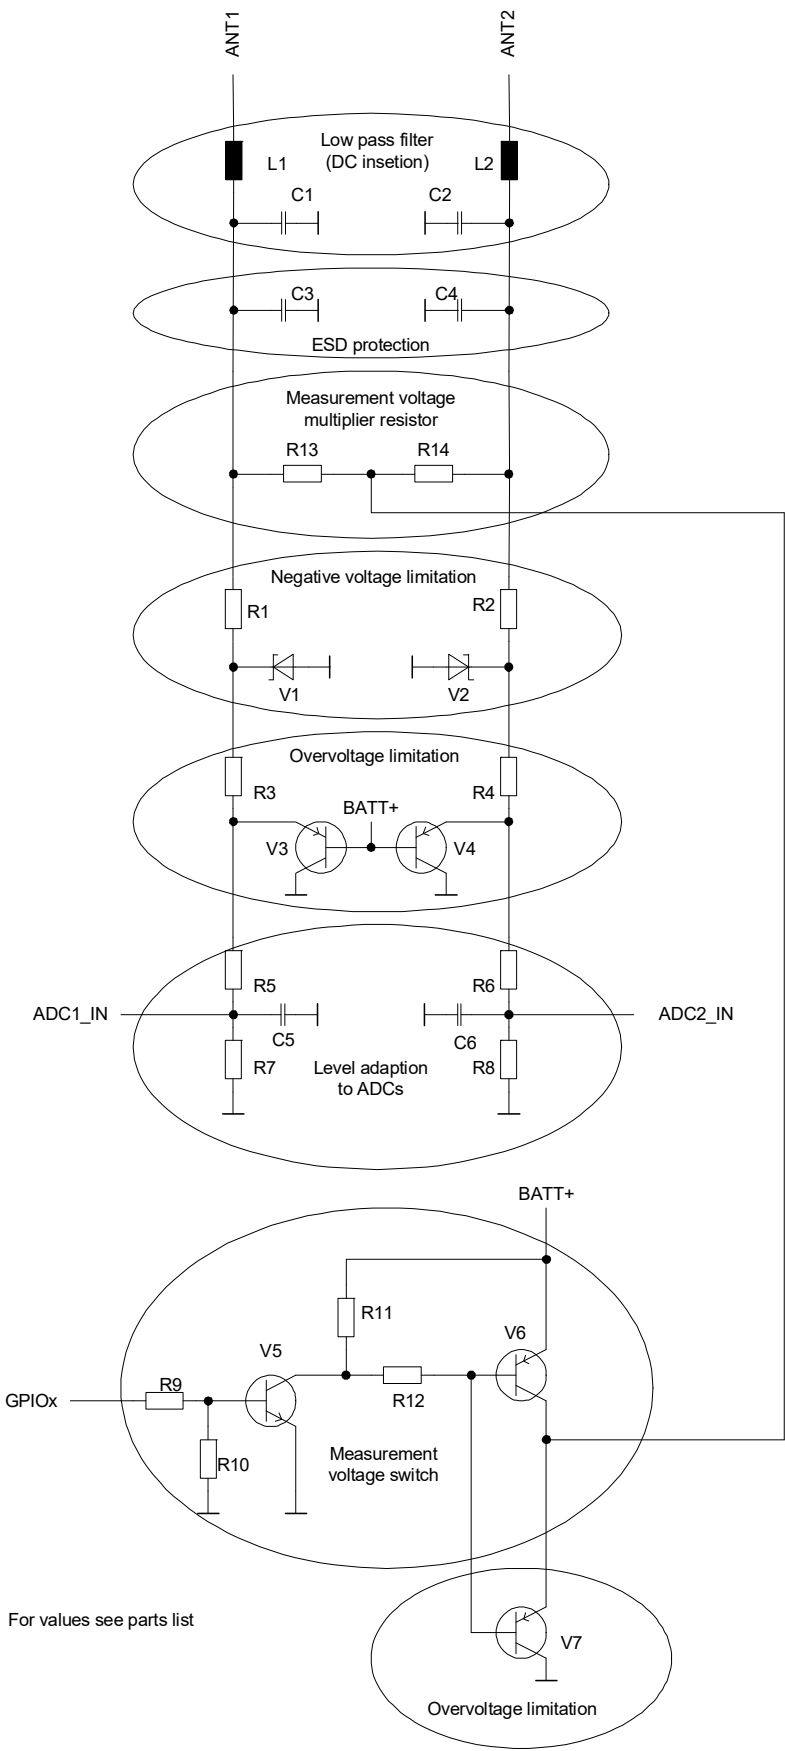 ANT1
ANT2
Low pass filter
(DC insetion)
L1
L2
C1
C2
C3
C4
ESD protection
Measurement voltage
multiplier resistor
R13
R14
Negative voltage limitation
R1
R2
V1
V2
Overvoltage limitation
R3
R4
BATT+
V3
V4
R5
R6
ADC1_IN
ADC2_IN
C5
C6
R7
R8
Level adaption
to ADCs
BATT+
R11
V6
V5
R9
GPIOx
R12
R10
Measurement
voltage switch
For values see parts list
V7
Overvoltage limitation